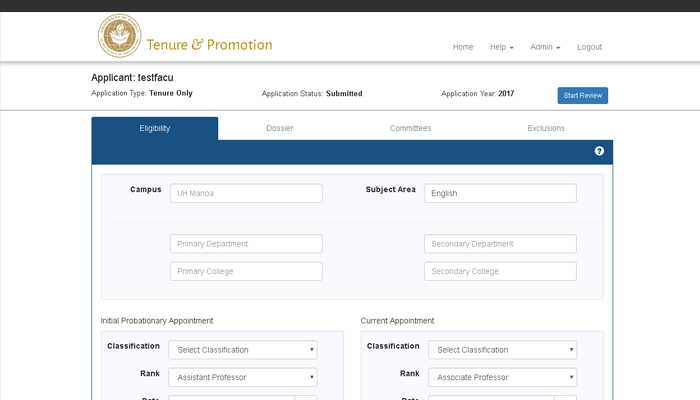 Tenure & Promotion
Home Help Admin Logout
Applicant: testfacu
Application Type: Tenure Only Application Status: Submitted Application Year: 2017 Start Review
Eligibility Dossier Committees Exclusions
Campus UH Manoa Subject Area English
Primary Department Secondary Department
Primary College Secondary College
Initial Probationary Appointment Current Appointment
Classification Select Classification Classification Select Classification
Rank Assistant Professor Rank Associate Professor